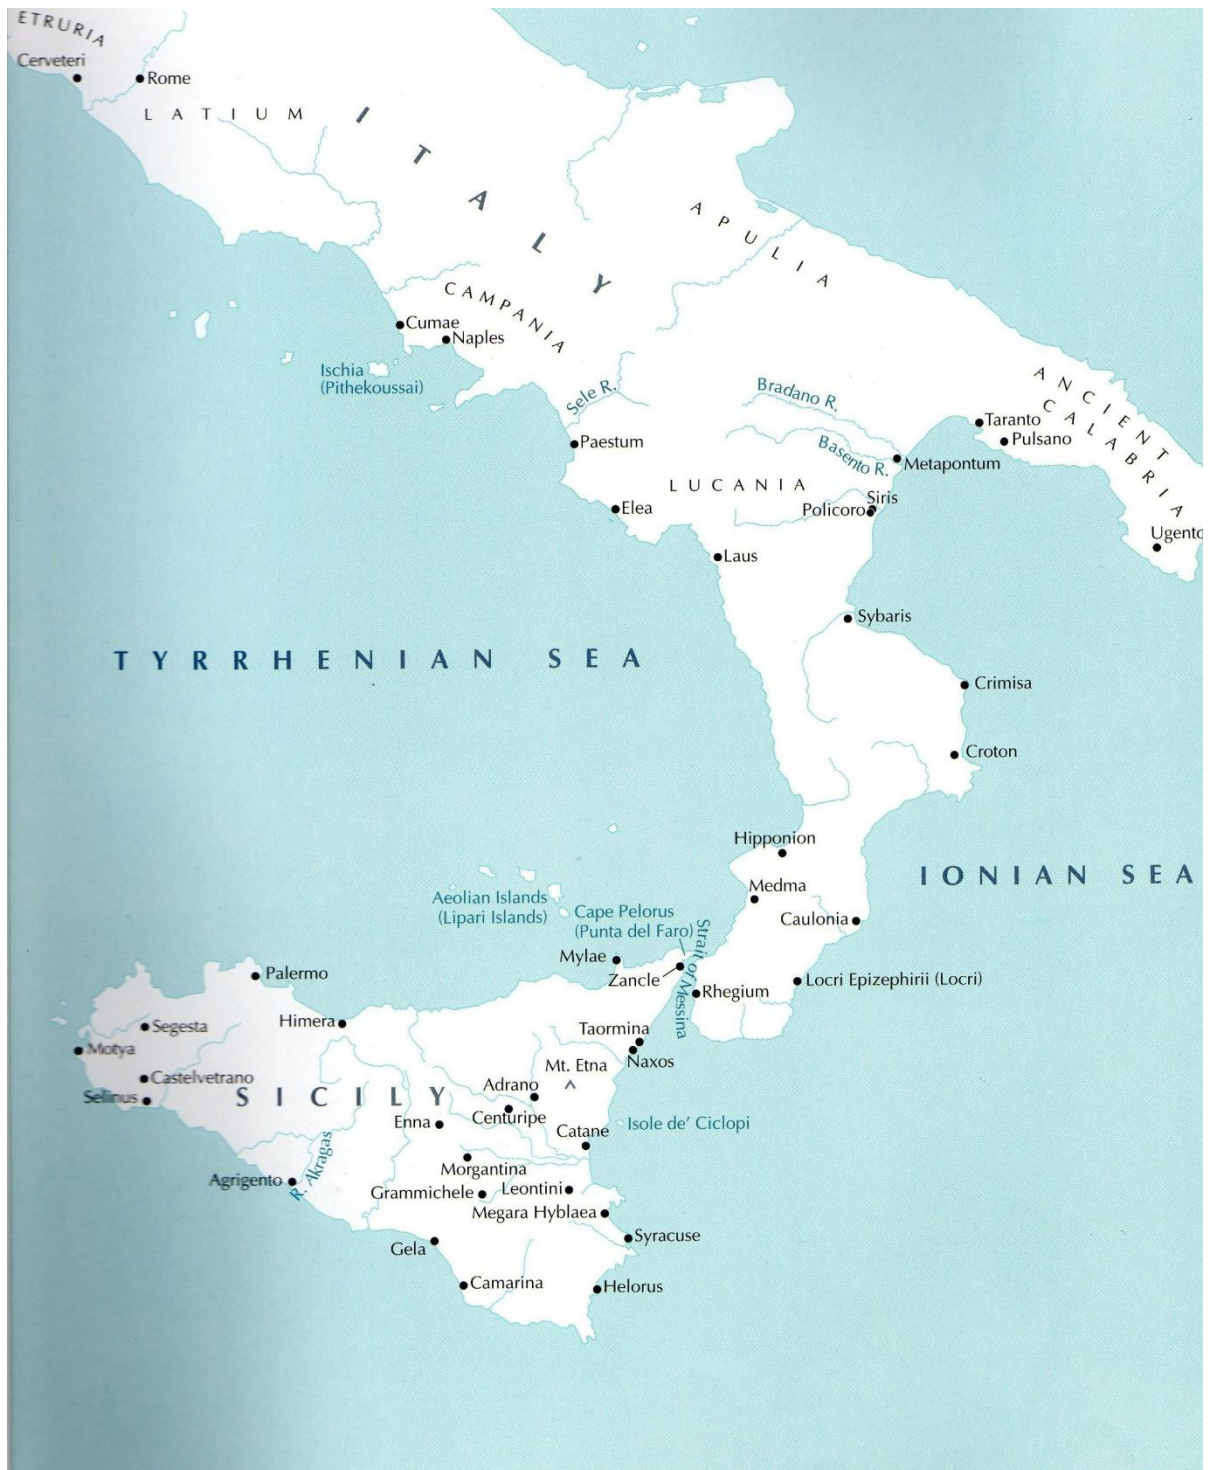 ETRURIA
Cerveteri
Rome
LATIUM
ITALY
APULIA
CAMPANIA
Cumae
Naples
Ischia
(Pithekoussai)
Sele R.
Bradano R.
ANCIENT
CALABRIA
Taranto
Pulsano
Paestum
Basento R.
Metapontum
LUCANIA
Siris
Policoro
Elea
Ugento
Laus
Sybaris
TYRRHENIAN SEA
Crimisa
Croton
Hipponion
IONIAN SEA
Medma
Aeolian Islands
(Lipari Islands)
Cape Pelorus
(Punta del Faro)
Strait of Messina
Caulonia
Mylae
Zancle
Palermo
Locri Epizephirii (Locri)
Rhegium
Himera
Segesta
Taormina
Motya
Naxos
Mt. Etna
Castelvetrano
Adrano
Sellinus
SICILY
Centuripe
Enna
Isole de' Ciclopi
Catane
R. Akragas
Morgantina
Agrigento
Grammichele
Leontini
Megara Hyblaea
Syracuse
Gela
Camarina
Helorus